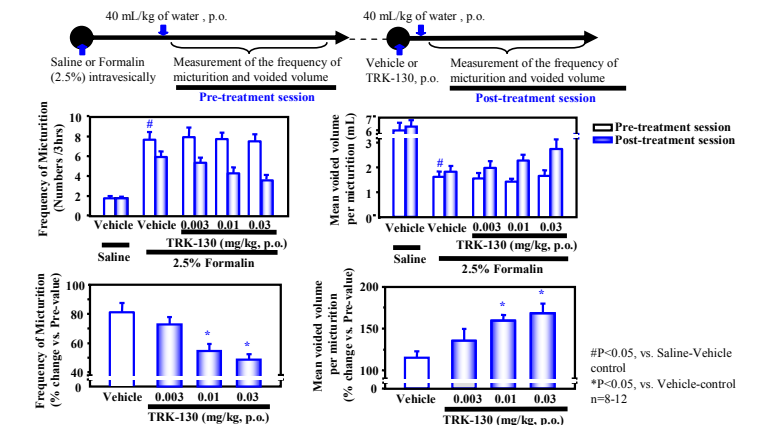 40 mL/kg of water , p.o.
40 mL/kg of water , p.o.
Saline or Formalin
(2.5%) intravesically
Measurement of the frequency of
micturition and voided volume
Pre-treatment session
Vehicle or
TRK-130, p.o.
Measurement of the frequency of
micturition and voided volume
Post-treatment session
Frequency of Micturition
(Numbers /3hrs)
10
8
6
4
2
0
#
Vehicle Vehicle 0.003 0.01 0.03
TRK-130 (mg/kg, p.o.)
Saline
2.5% Formalin
Mean voided volume
per micturition (mL)
7
6
3
2
1
0
#
Vehicle Vehicle 0.003 0.01 0.03
TRK-130 (mg/kg, p.o.)
Saline
2.5% Formalin
Pre-treatment session
Post-treatment session
Frequency of Micturition
(% change vs. Pre-value)
100
80
60
40
0
*
*
Vehicle 0.003 0.01 0.03
TRK-130 (mg/kg, p.o.)
Mean voided volume
per micturition
(% change vs. Pre-value)
200
150
100
0
*
*
Vehicle 0.003 0.01 0.03
TRK-130 (mg/kg, p.o.)
#P<0.05, vs. Saline-Vehicle
control
*P<0.05, vs. Vehicle-control
n=8-12